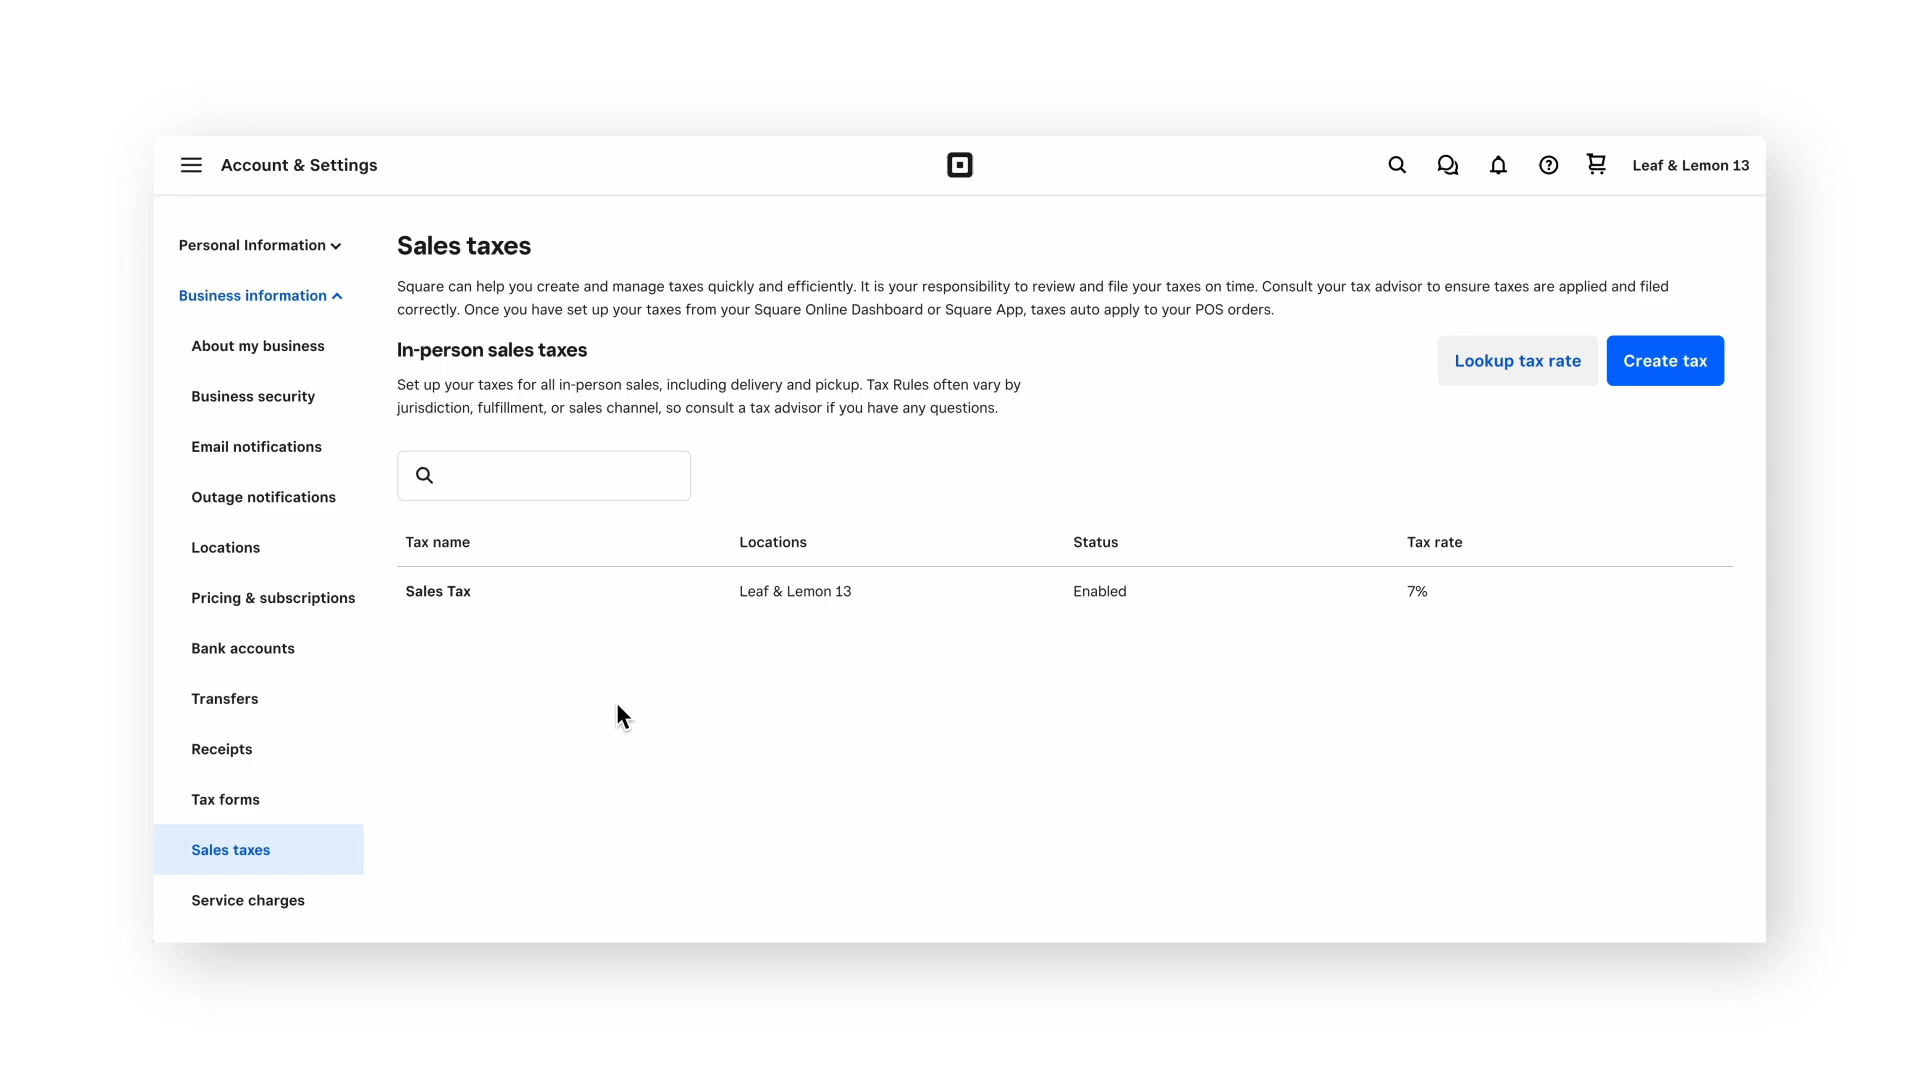 Account & Settings
Leaf & Lemon 13
Personal Information
Business information
About my business
Business security
Email notifications
Outage notifications
Locations
Pricing & subscriptions
Bank accounts
Transfers
Receipts
Tax forms
Sales taxes
Service charges
Sales taxes
Square can help you create and manage taxes quickly and efficiently. It is your responsibility to review and file your taxes on time. Consult your tax advisor to ensure taxes are applied and filed
correctly. Once you have set up your taxes from your Square Online Dashboard or Square App, taxes auto apply to your POS orders.
In-person sales taxes
Set up your taxes for all in-person sales, including delivery and pickup. Tax Rules often vary by
jurisdiction, fulfillment, or sales channel, so consult a tax advisor if you have any questions.
Lookup tax rate
Create tax
Tax name Locations Status Tax rate
Sales Tax Leaf & Lemon 13 Enabled 7%